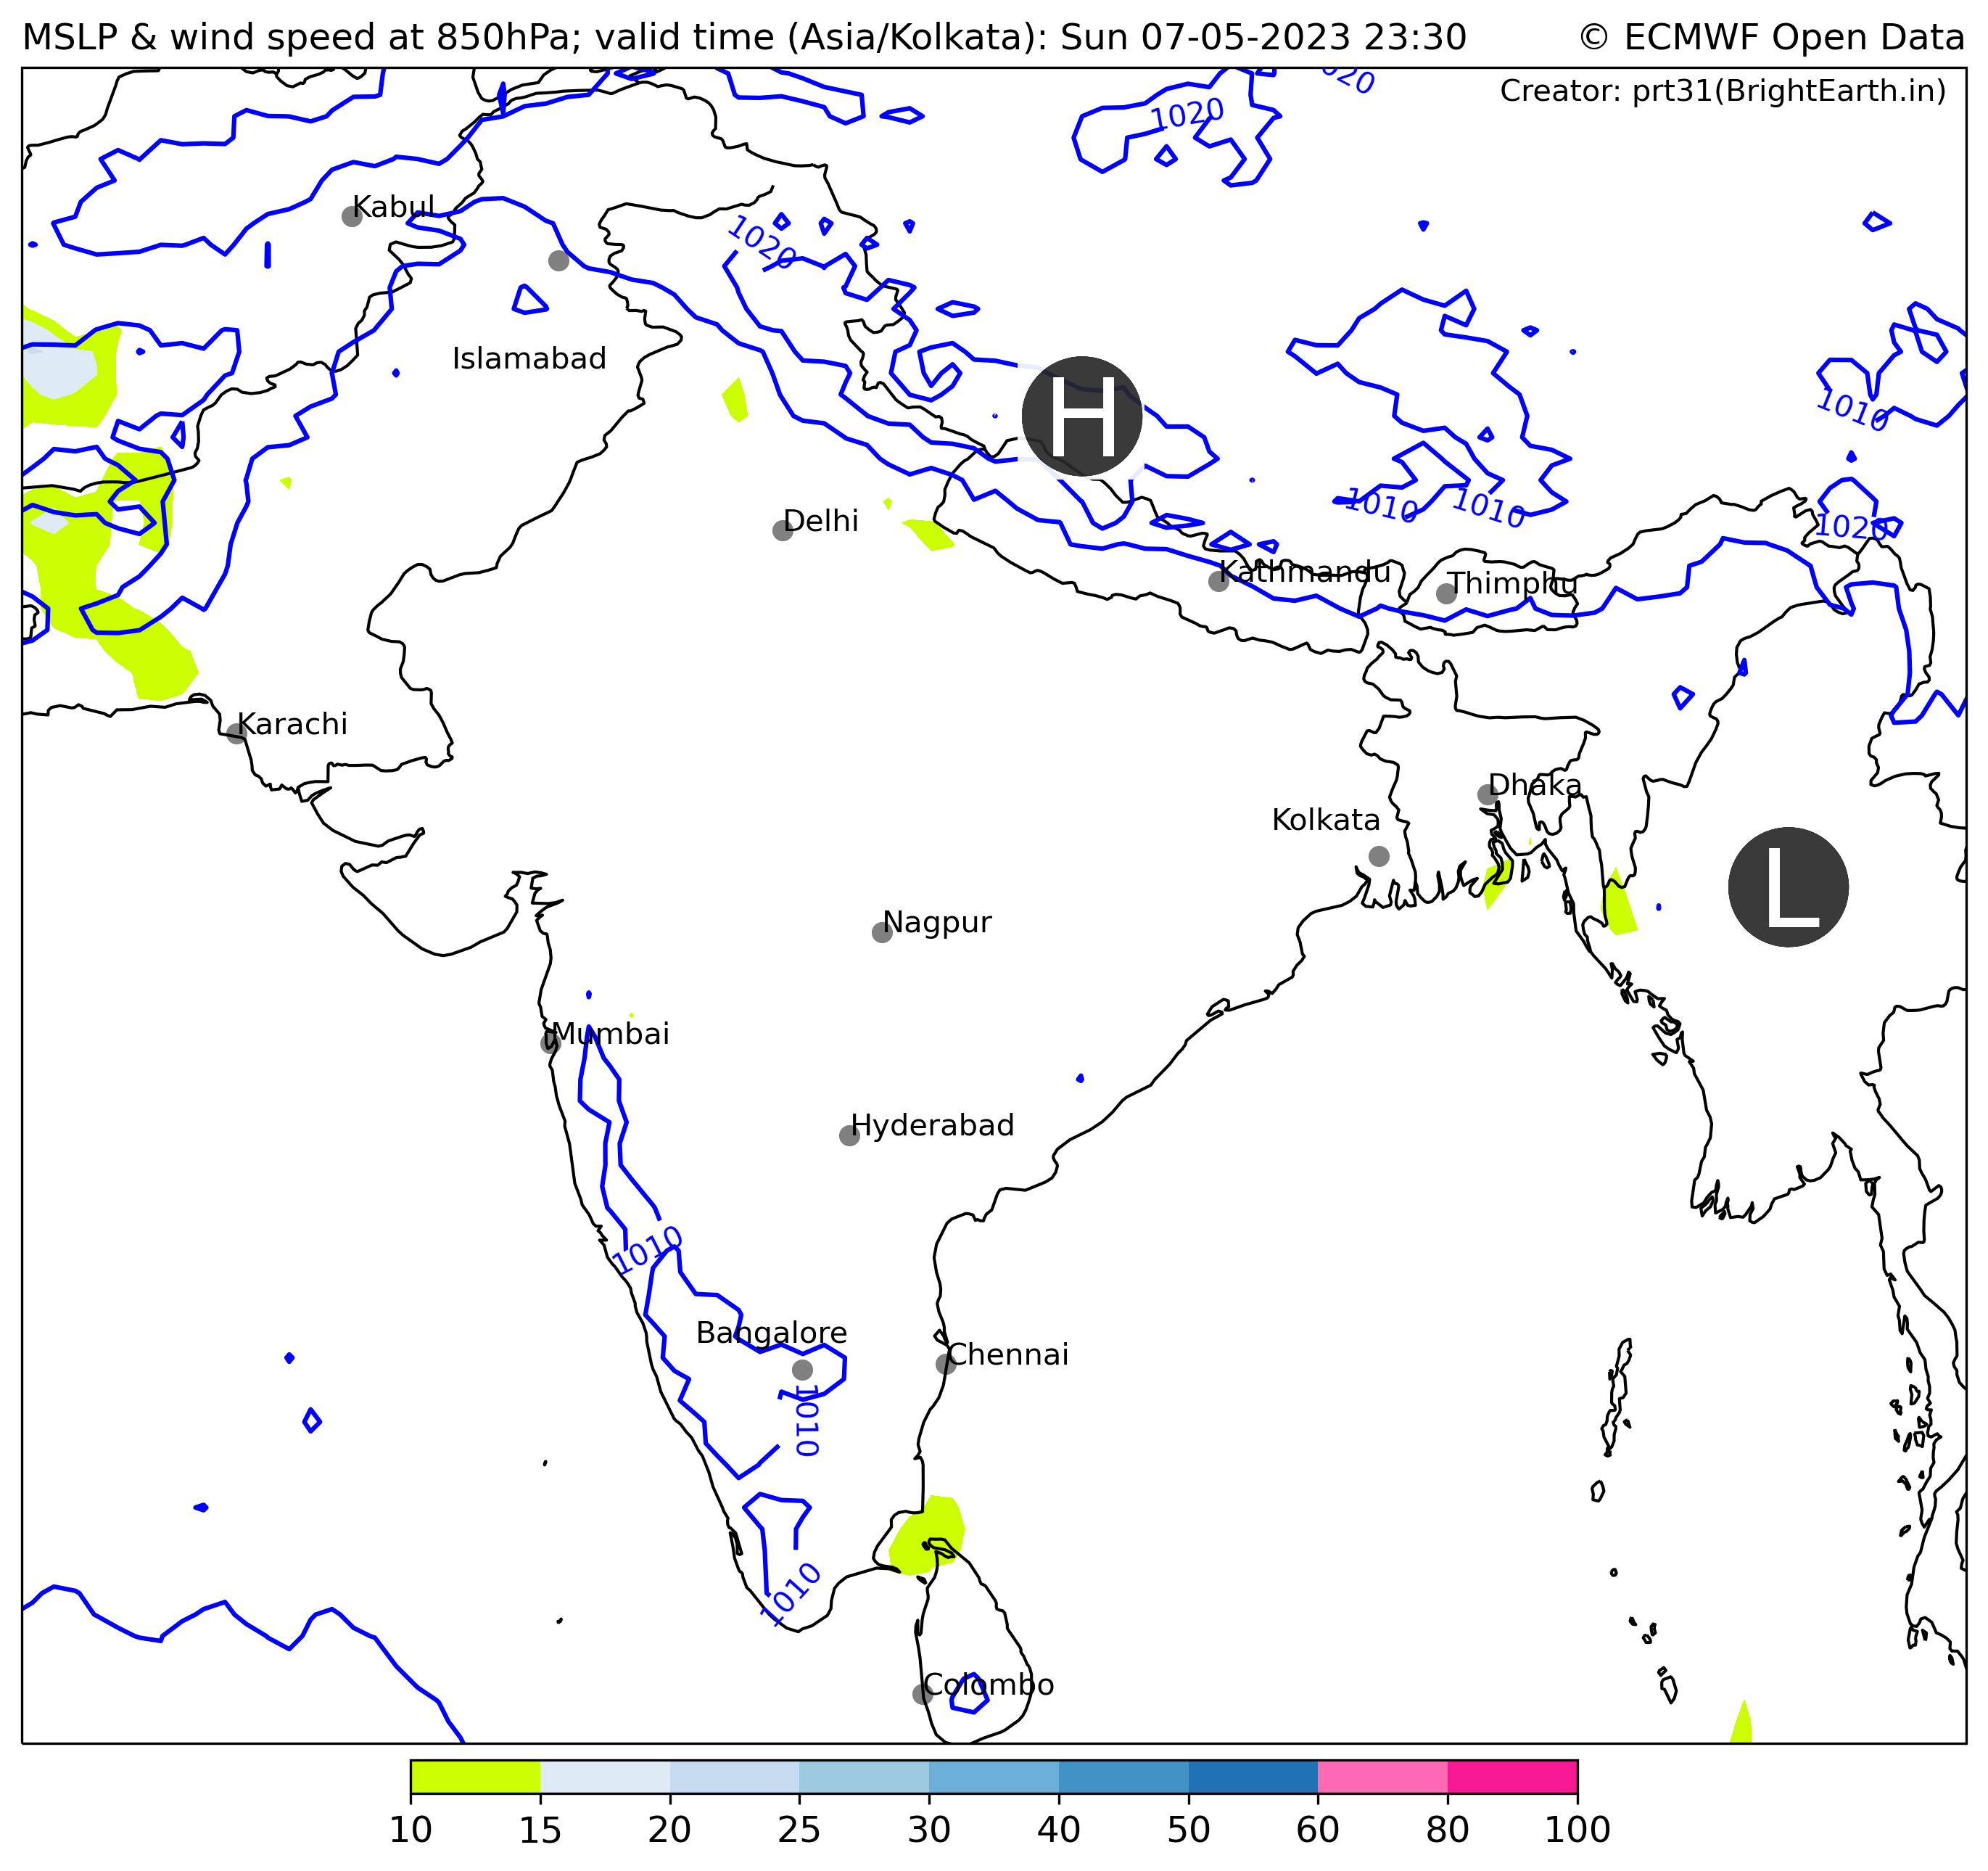 MSLP & wind speed at 850hPa; valid time (Asia/Kolkata): Sun 07-05-2023 23:30 © ECMWF Open Data
Creator: prt31(BrightEarth.in)
1020
1020
Kabul
1020
Islamabad
H
1010
1010
1010
Delhi
1020
Kathmandu
Thimphu
Karachi
Dhaka
Kolkata
L
Nagpur
Mumbai
Hyderabad
1010
Bangalore
Chennai
1010
1010
Colombo
10 15 20 25 30 40 50 60 80 100